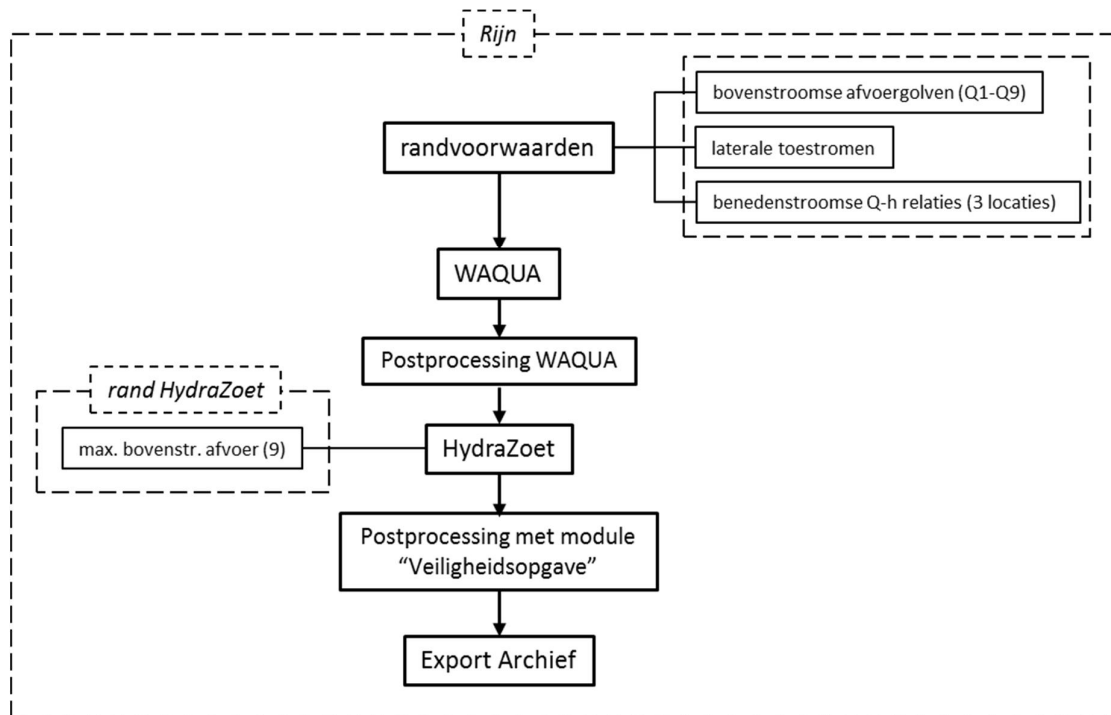 Rijn
bovenstroomse afvoergolven (Q1-Q9)
randvoorwaarden
laterale toestromen
benedenstroomse Q-h relaties (3 locaties)
WAQUA
Postprocessing WAQUA
rand HydraZoet
max. bovenstr. afvoer (9)
HydraZoet
Postprocessing met module
“Veiligheidsopgave”
Export Archief